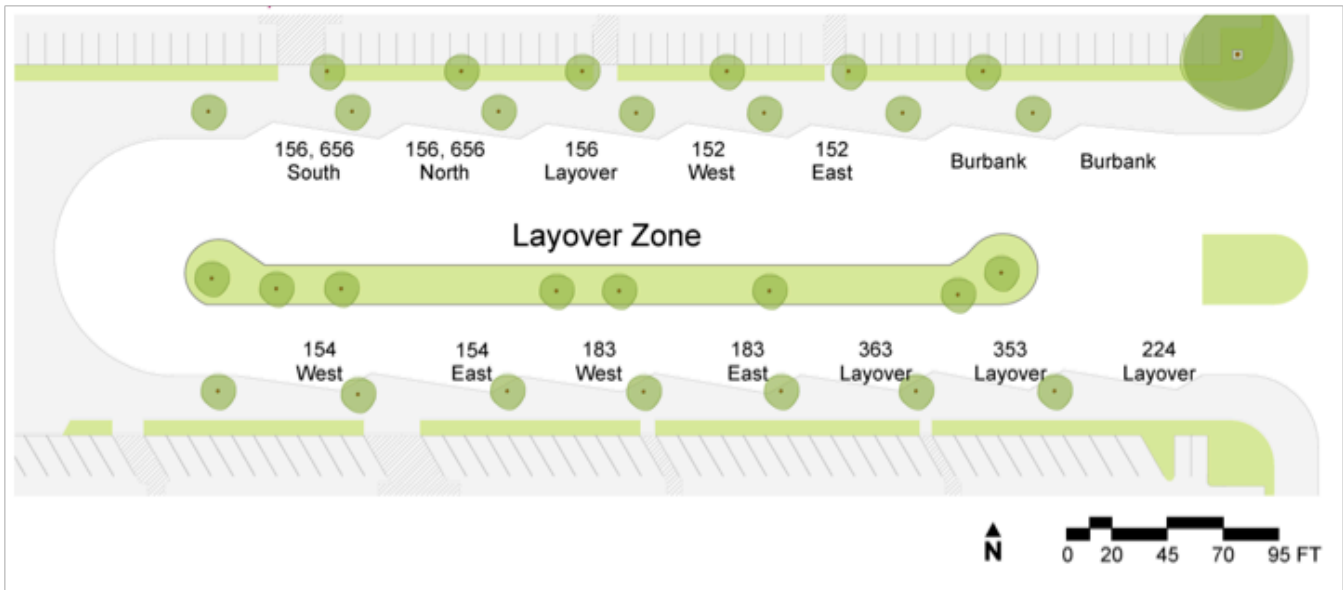 156, 656
South
156, 656
North
156
Layover
152
West
152
East
Burbank
Burbank
Layover Zone
154
West
154
East
183
West
183
East
363
Layover
353
Layover
224
Layover
N
0 20 45 70 95 FT